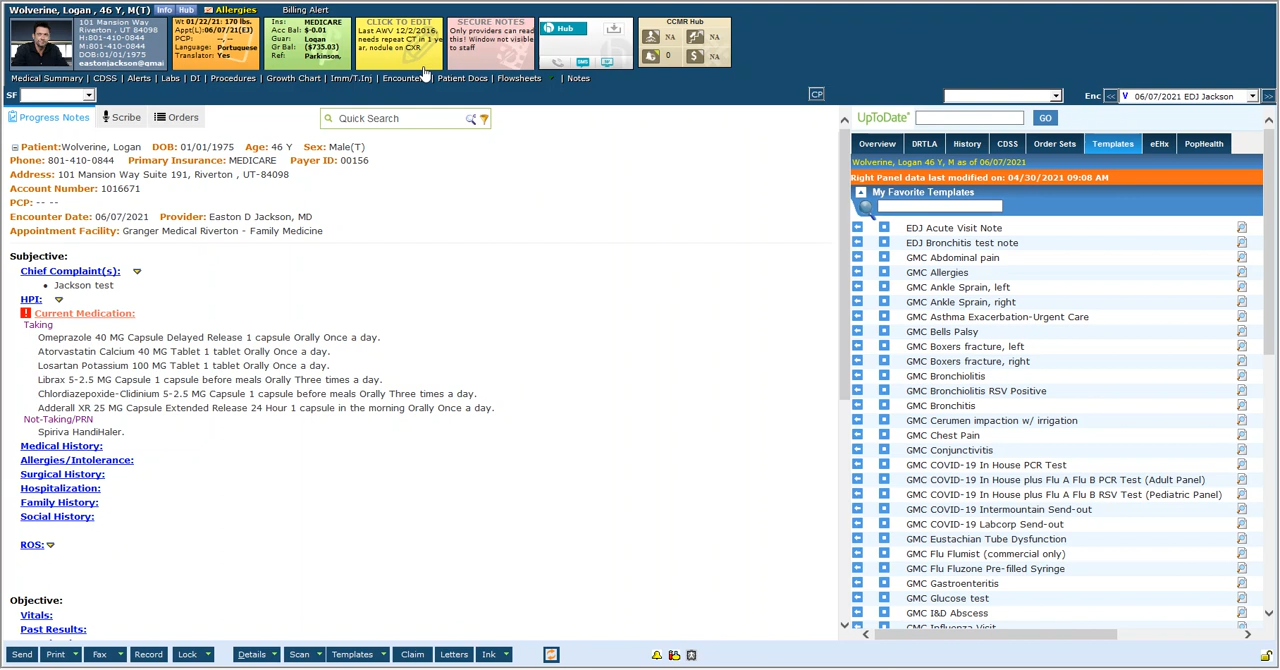 Wolverine, Logan , 46 Y, M(T) Info Hub Allergies Billing Alert
101 Mansion Way
Riverton , UT 84098
H:801-410-0844
M:801-410-0844
DOB:01/01/1975
eastonjackson@gmai
Wt 01/22/21: 170 lbs.
Appt(L):06/07/21(EJ)
PCP: -- --
Language: Portuguese
Translator: Yes
Ins: MEDICARE
Acc Bal: $-0.01
Guar: Logan
Gr Bal: ($735.03)
Ref: Parkinson,
CLICK TO EDIT
Last AWV 12/2/2016,
needs repeat CT in 1 ye
ar, nodule on CXR
SECURE NOTES
Only providers can rea
d this! Window not visible
to staff
Hub
CCMR Hub
NA NA
0 NA
Medical Summary | CDSS | Alerts | Labs | DI | Procedures | Growth Chart | Imm/T.Inj | Encounte | Patient Docs | Flowsheets | Notes
SF CP Enc << V 06/07/2021 EDJ Jackson >>
Progress Notes Scribe Orders
Quick Search
Patient:Wolverine, Logan DOB: 01/01/1975 Age: 46 Y Sex: Male(T)
Phone: 801-410-0844 Primary Insurance: MEDICARE Payer ID: 00156
Address: 101 Mansion Way Suite 191, Riverton , UT-84098
Account Number: 1016671
PCP: -- --
Encounter Date: 06/07/2021 Provider: Easton D Jackson, MD
Appointment Facility: Granger Medical Riverton - Family Medicine
Subjective:
Chief Complaint(s):
• Jackson test
HPI:
Current Medication:
Taking
Omeprazole 40 MG Capsule Delayed Release 1 capsule Orally Once a day.
Atorvastatin Calcium 40 MG Tablet 1 tablet Orally Once a day.
Losartan Potassium 100 MG Tablet 1 tablet Orally Once a day.
Librax 5-2.5 MG Capsule 1 capsule before meals Orally Three times a day.
Chlordiazepoxide-Clidinium 5-2.5 MG Capsule 1 capsule before meals Orally Three times a day.
Adderall XR 25 MG Capsule Extended Release 24 Hour 1 capsule in the morning Orally Once a day.
Not-Taking/PRN
Spiriva HandiHaler.
Medical History:
Allergies/Intolerance:
Surgical History:
Hospitalization:
Family History:
Social History:
ROS:
Objective:
Vitals:
Past Results:
UpToDate GO
Overview DRTLA History CDSS Order Sets Templates eEHx PopHealth
Wolverine, Logan 46 Y, M as of 06/07/2021
Right Panel data last modified on: 04/30/2021 09:08 AM
My Favorite Templates
EDJ Acute Visit Note
EDJ Bronchitis test note
GMC Abdominal pain
GMC Allergies
GMC Ankle Sprain, left
GMC Ankle Sprain, right
GMC Asthma Exacerbation-Urgent Care
GMC Bells Palsy
GMC Boxers fracture, left
GMC Boxers fracture, right
GMC Bronchiolitis
GMC Bronchiolitis RSV Positive
GMC Bronchitis
GMC Cerumen impaction w/ irrigation
GMC Chest Pain
GMC Conjunctivitis
GMC COVID-19 In House PCR Test
GMC COVID-19 In House plus Flu A Flu B PCR Test (Adult Panel)
GMC COVID-19 In House plus Flu A Flu B RSV Test (Pediatric Panel)
GMC COVID-19 Intermountain Send-out
GMC COVID-19 Labcorp Send-out
GMC Eustachian Tube Dysfunction
GMC Flu Flumist (commercial only)
GMC Flu Fluzone Pre-filled Syringe
GMC Gastroenteritis
GMC Glucose test
GMC I&D Abscess
GMC Influenza Visit
Send Print Fax Record Lock Details Scan Templates Claim Letters Ink